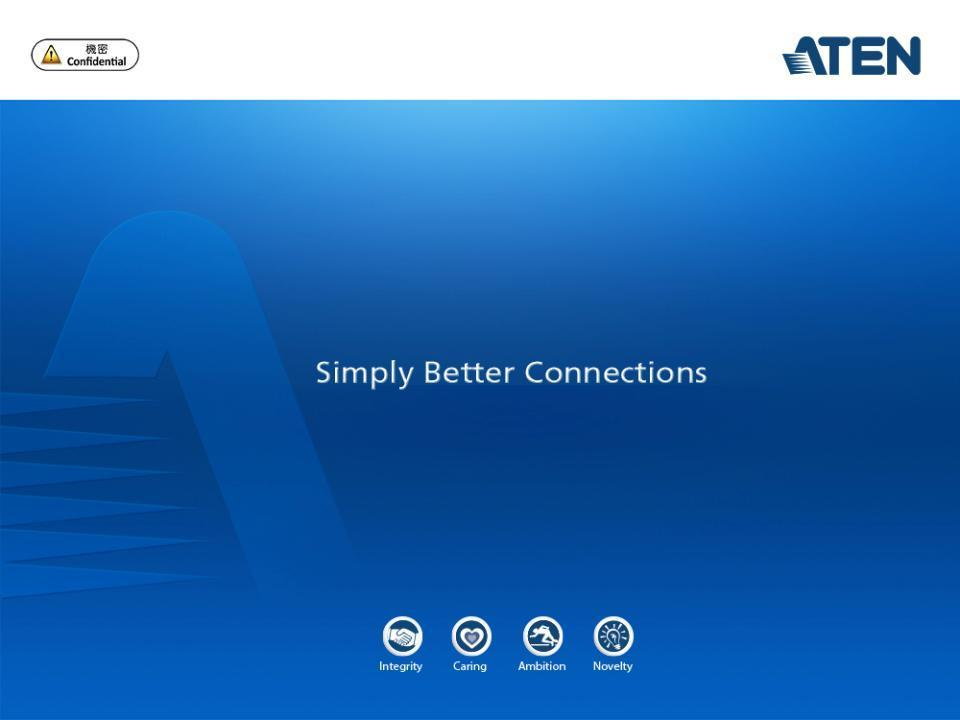 機密
Confidential
ATEN
Simply Better Connections
Integrity
Caring
Ambition
Novelty